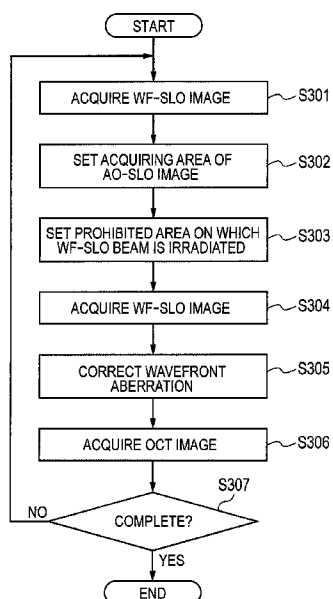 START
ACQUIRE WF-SLO IMAGE
S301
SET ACQUIRING AREA OF
AO-SLO IMAGE
S302
SET PROHIBITED AREA ON WHICH
WF-SLO BEAM IS IRRADIATED
S303
ACQUIRE WF-SLO IMAGE
S304
CORRECT WAVEFRONT
ABERRATION
S305
ACQUIRE OCT IMAGE
S306
S307
NO
COMPLETE?
YES
END